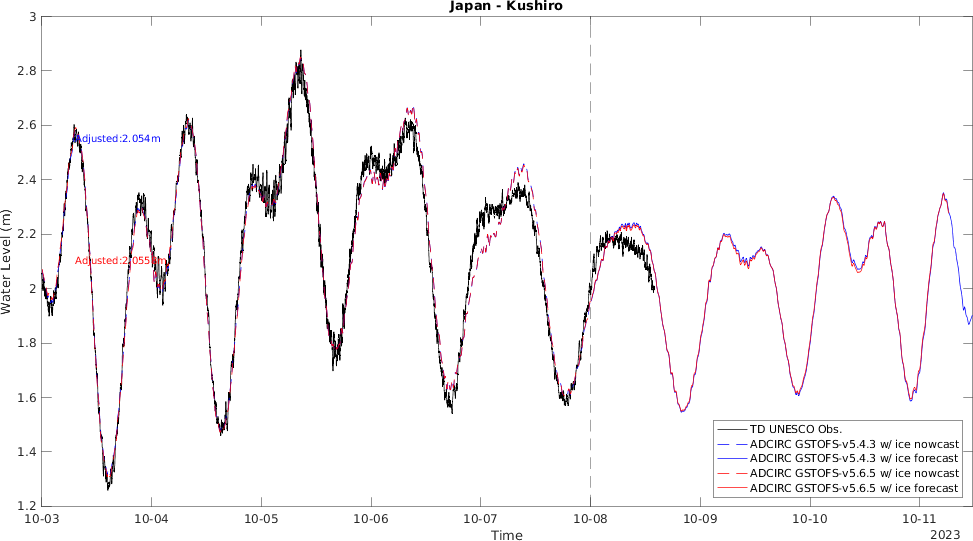 Japan - Kushiro
3
2.8
2.6
2.4
2.2
2
1.8
1.6
1.4
1.2
Water Level (m)
Adjusted:2.054m
Adjusted:2.055m
TD UNESCO Obs.
ADCIRC GSTOFS-v5.4.3 w/ ice nowcast
ADCIRC GSTOFS-v5.4.3 w/ ice forecast
ADCIRC GSTOFS-v5.6.5 w/ ice nowcast
ADCIRC GSTOFS-v5.6.5 w/ ice forecast
10-03 10-04 10-05 10-06 10-07 10-08 10-09 10-10 10-11
Time
2023